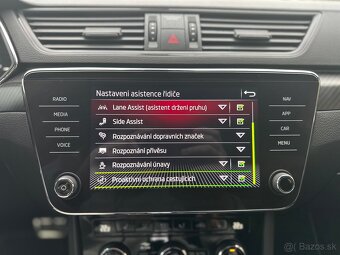 Nastavení asistence řidiče
RADIO
Lane Assist (asistent držení pruhu)
NAV
MEDIA
Side Assist
APP
PHONE
Rozpoznávání dopravních značek
CAR
VOICE
Rozpoznání přívěsu
MENU
Rozpoznávání únavy
Proaktivní ochrana cestujících
bazos.sk